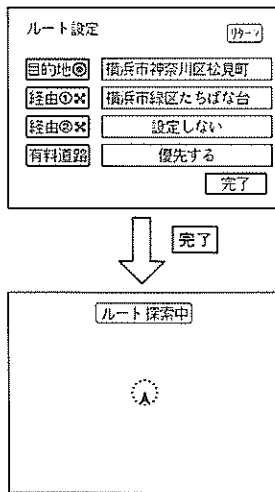 ルート設定 リターン
目的地◎ 横浜市神奈川区松見町
経由①✕ 横浜市緑区たちばな台
経由②✕ 設定しない
有料道路 優先する
完了
完了
ルート探索中